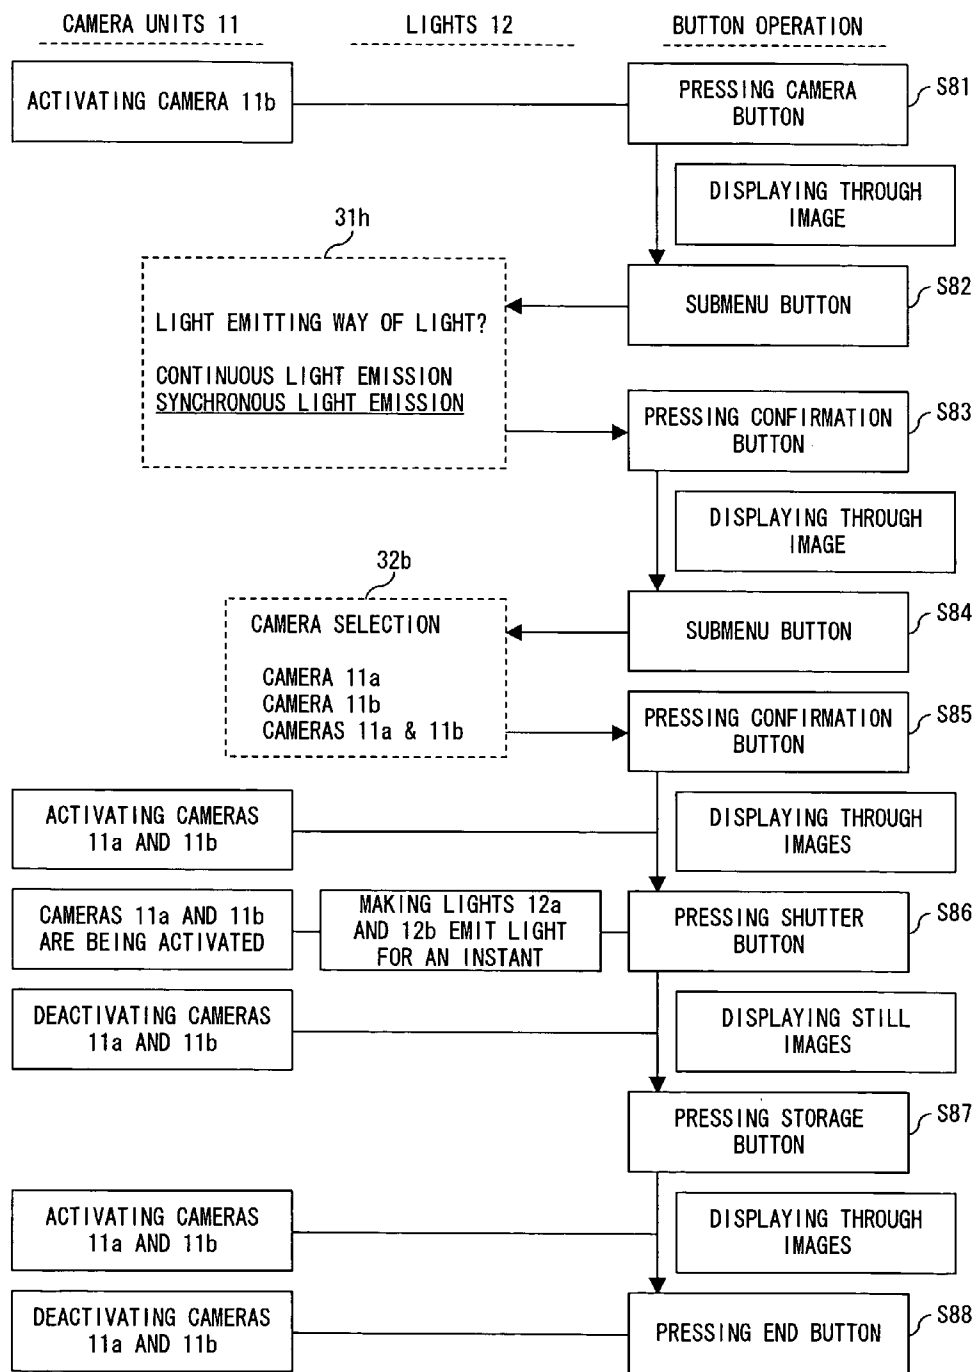 CAMERA UNITS 11
LIGHTS 12
BUTTON OPERATION
ACTIVATING CAMERA 11b
PRESSING CAMERA
BUTTON
S81
DISPLAYING THROUGH
IMAGE
31h
LIGHT EMITTING WAY OF LIGHT?
CONTINUOUS LIGHT EMISSION
SYNCHRONOUS LIGHT EMISSION
SUBMENU BUTTON
S82
PRESSING CONFIRMATION
BUTTON
S83
DISPLAYING THROUGH
IMAGE
32b
CAMERA SELECTION
CAMERA 11a
CAMERA 11b
CAMERAS 11a & 11b
SUBMENU BUTTON
S84
PRESSING CONFIRMATION
BUTTON
S85
ACTIVATING CAMERAS
11a AND 11b
DISPLAYING THROUGH
IMAGES
CAMERAS 11a AND 11b
ARE BEING ACTIVATED
MAKING LIGHTS 12a
AND 12b EMIT LIGHT
FOR AN INSTANT
PRESSING SHUTTER
BUTTON
S86
DEACTIVATING CAMERAS
11a AND 11b
DISPLAYING STILL
IMAGES
PRESSING STORAGE
BUTTON
S87
ACTIVATING CAMERAS
11a AND 11b
DISPLAYING THROUGH
IMAGES
DEACTIVATING CAMERAS
11a AND 11b
PRESSING END BUTTON
S88